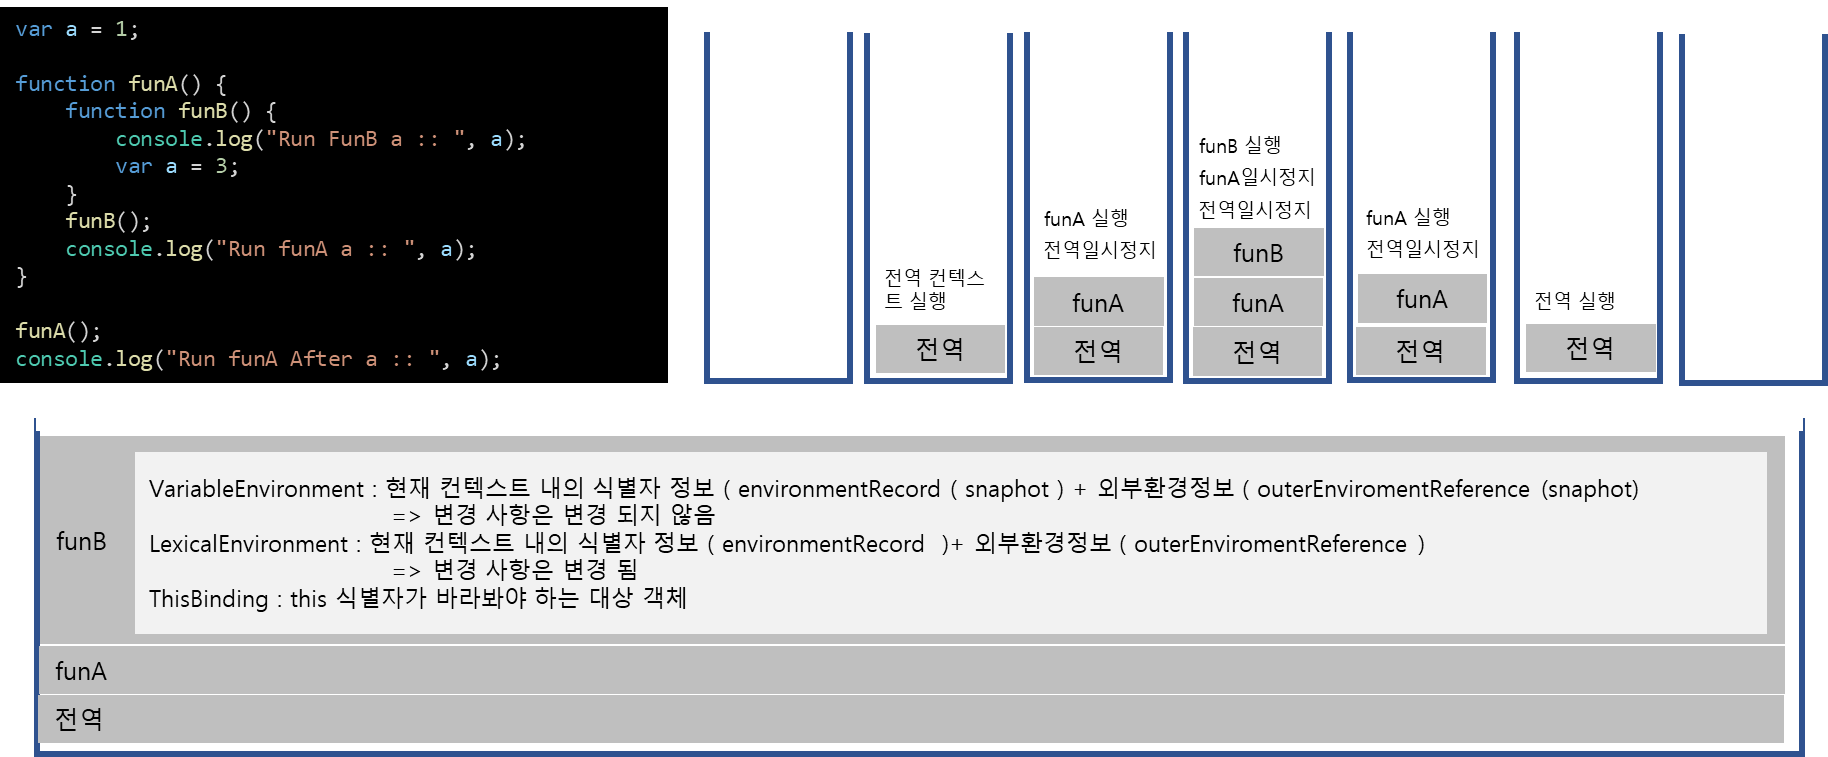 var a = 1;
function funA() {
function funB() {
console.log("Run FunB a :: ", a);
var a = 3;
}
funB();
console.log("Run funA a :: ", a);
}
funA();
console.log("Run funA After a :: ", a);
전역 컨텍스
트 실행
전역
funA 실행
전역일시정지
funA
전역
funB 실행
funA일시정지
전역일시정지
funB
funA
전역
funA 실행
전역일시정지
funA
전역
전역 실행
전역
funB
VariableEnvironment : 현재 컨텍스트 내의 식별자 정보 ( environmentRecord ( snaphot ) + 외부환경정보 ( outerEnviromentReference (snaphot)
=> 변경 사항은 변경 되지 않음
LexicalEnvironment : 현재 컨텍스트 내의 식별자 정보 ( environmentRecord )+ 외부환경정보 ( outerEnviromentReference )
=> 변경 사항은 변경 됨
ThisBinding : this 식별자가 바라봐야 하는 대상 객체
funA
전역